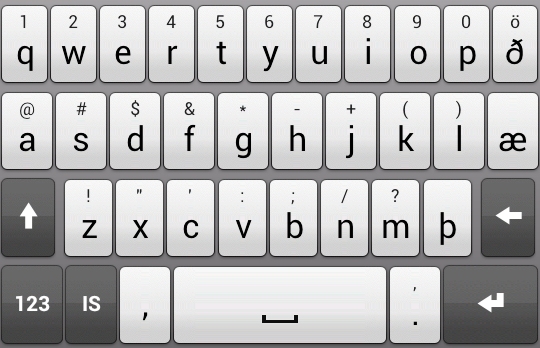 1 2 3 4 5 6 7 8 9 0 ö
q w e r t y u i o p ð
@ # $ & * - + ( )
a s d f g h j k l æ
! " ' : ; / ?
z x c v b n m þ
'
123 IS , .